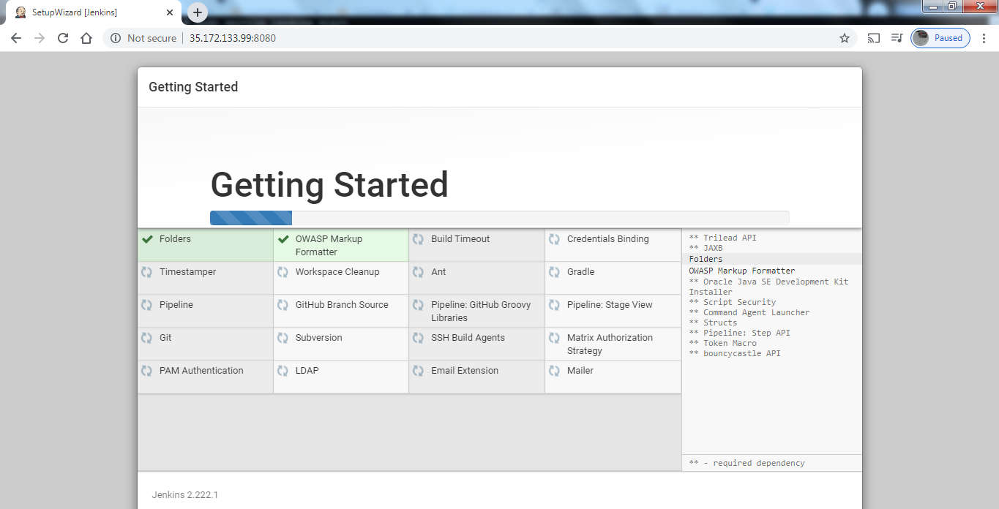 SetupWizard [Jenkins]
Not secure
35.172.133.99:8080
Paused
Getting Started
Getting Started
Folders
OWASP Markup
Formatter
Build Timeout
Credentials Binding
Timestamper
Workspace Cleanup
Ant
Gradle
Pipeline
GitHub Branch Source
Pipeline: GitHub Groovy
Libraries
Pipeline: Stage View
Git
Subversion
SSH Build Agents
Matrix Authorization
Strategy
PAM Authentication
LDAP
Email Extension
Mailer
** Trilead API
** JAXB
Folders
OWASP Markup Formatter
** Oracle Java SE Development Kit
Installer
** Script Security
** Command Agent Launcher
** Structs
** Pipeline: Step API
** Token Macro
** bouncycastle API
** - required dependency
Jenkins 2.222.1